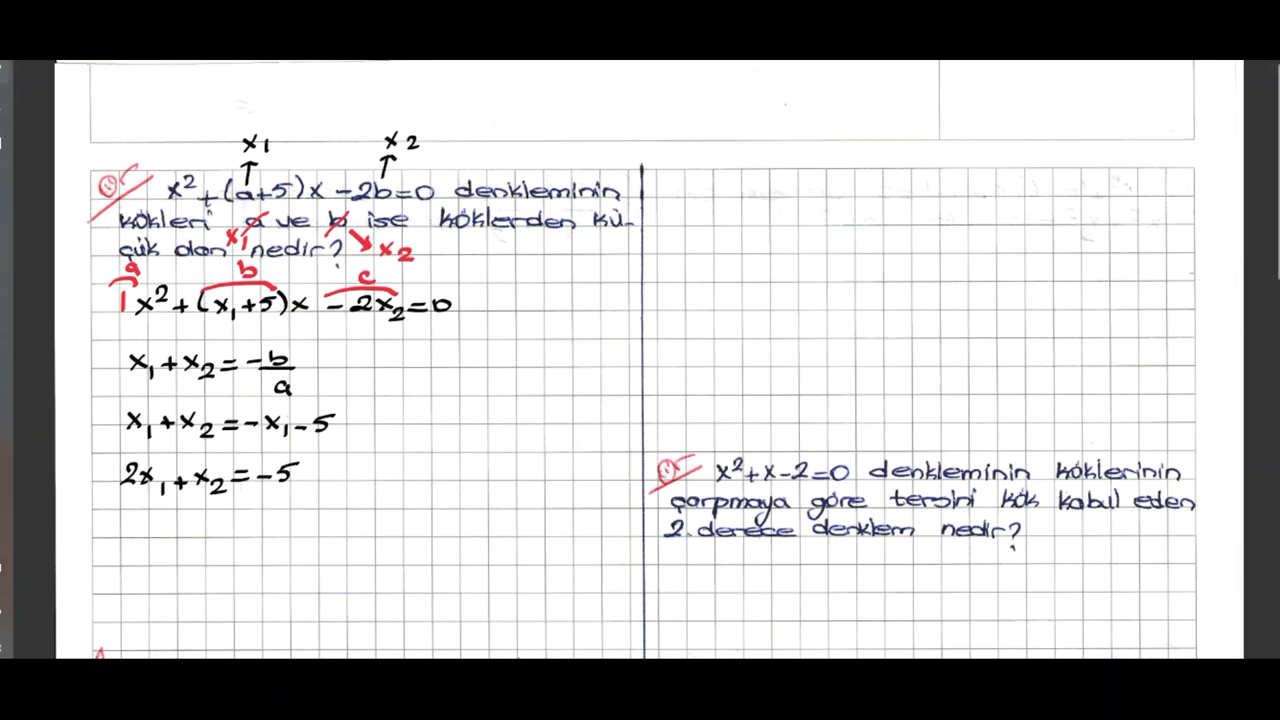 x1 x2
x² + (a+5)x - 2b = 0 denkleminin
kökleri a ve b ise köklerden kü-
x1 x2
çük olan nedir?
a b c
1x² + (x₁+5)x - 2x₂ = 0
x₁ + x₂ = -b/a
x₁ + x₂ = -x₁ - 5
2x₁ + x₂ = -5
x² + x - 2 = 0 denkleminin köklerinin
çarpmaya göre tersini kök kabul eden
2. derece denklem nedir?